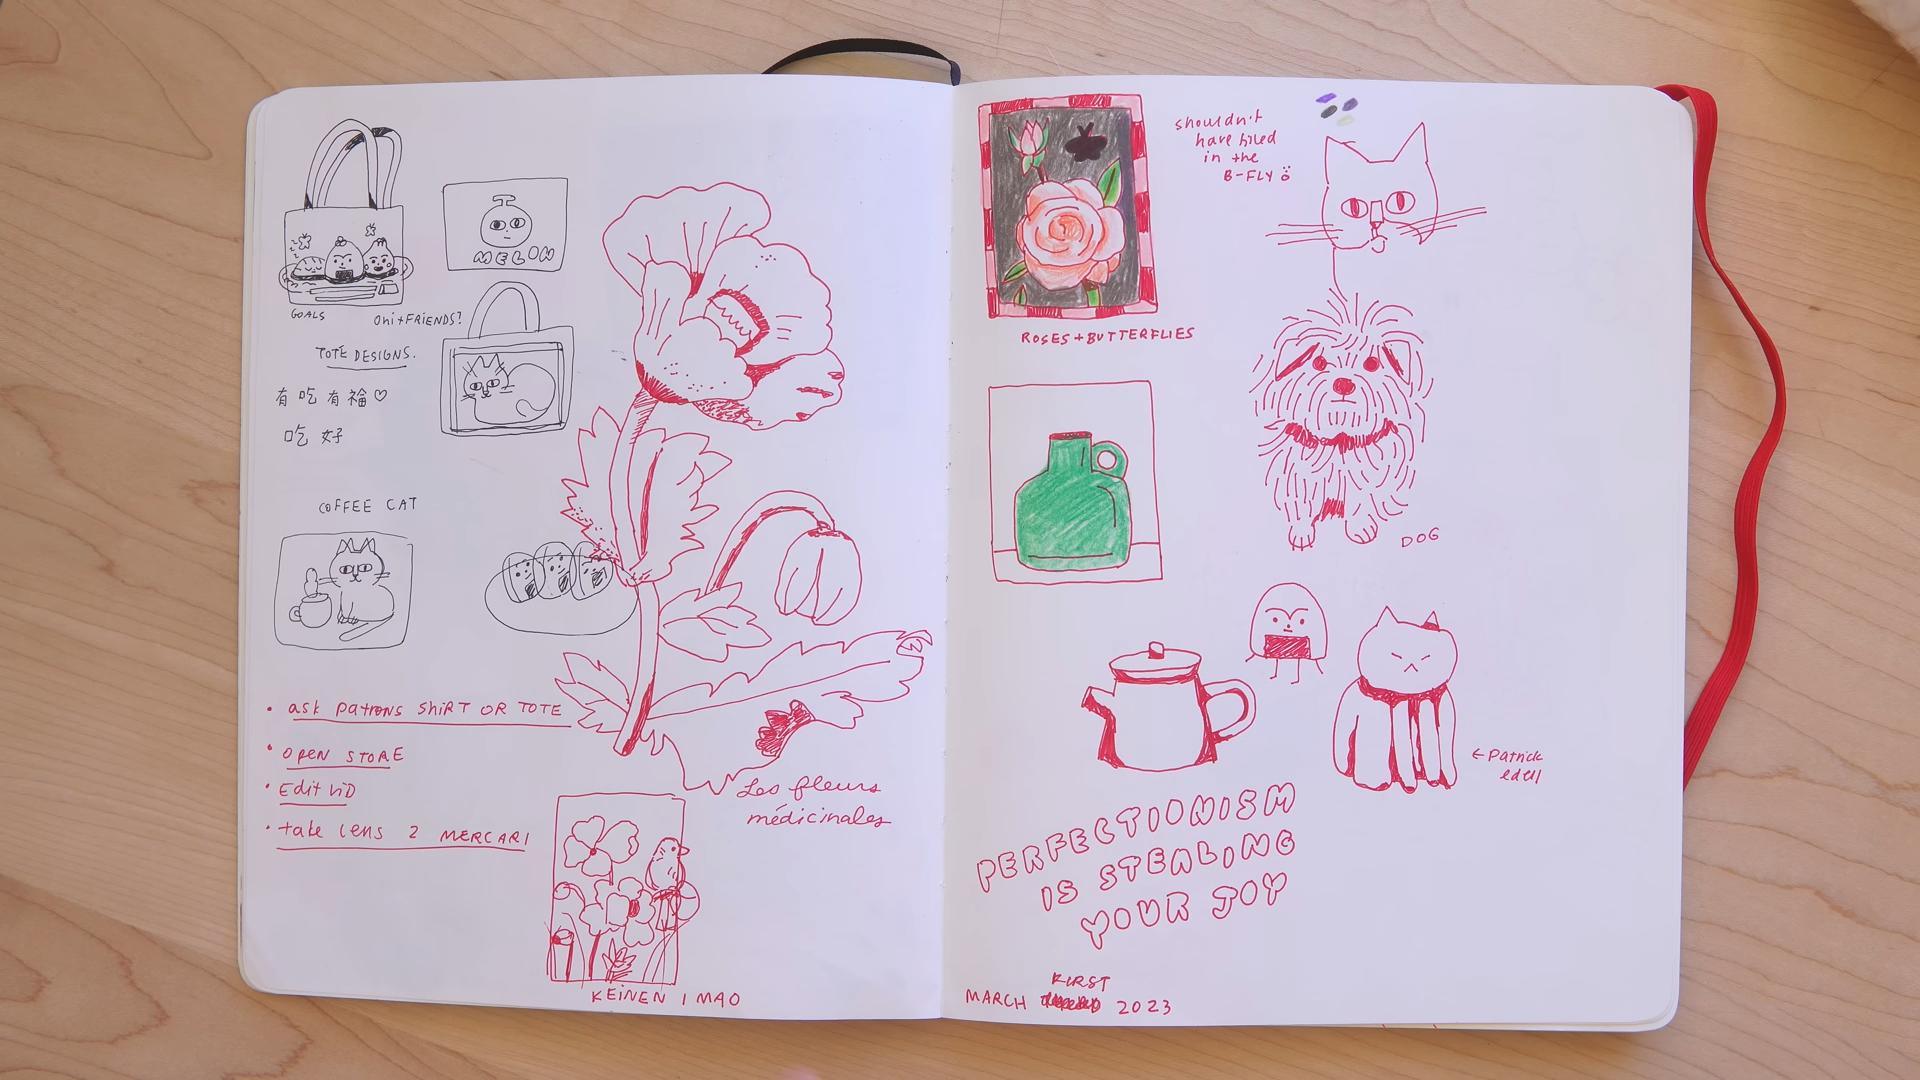 MELON
GOALS
Oni + FRIENDS?
TOTE DESIGNS.
有吃有福♡
吃好
COFFEE CAT
• ask patrons shirt OR TOTE
• OPEN STORE
• Edit viD
• take lens 2 MERCARI
Les fleurs
médicinales
KEINEN IMAO
shouldn't
have filled
in the
B-FLY
ROSES + BUTTERFLIES
DOG
← Patrick
edell
PERFECTIONISM
IS STEALING
YOUR JOY
FIRST
MARCH 2023